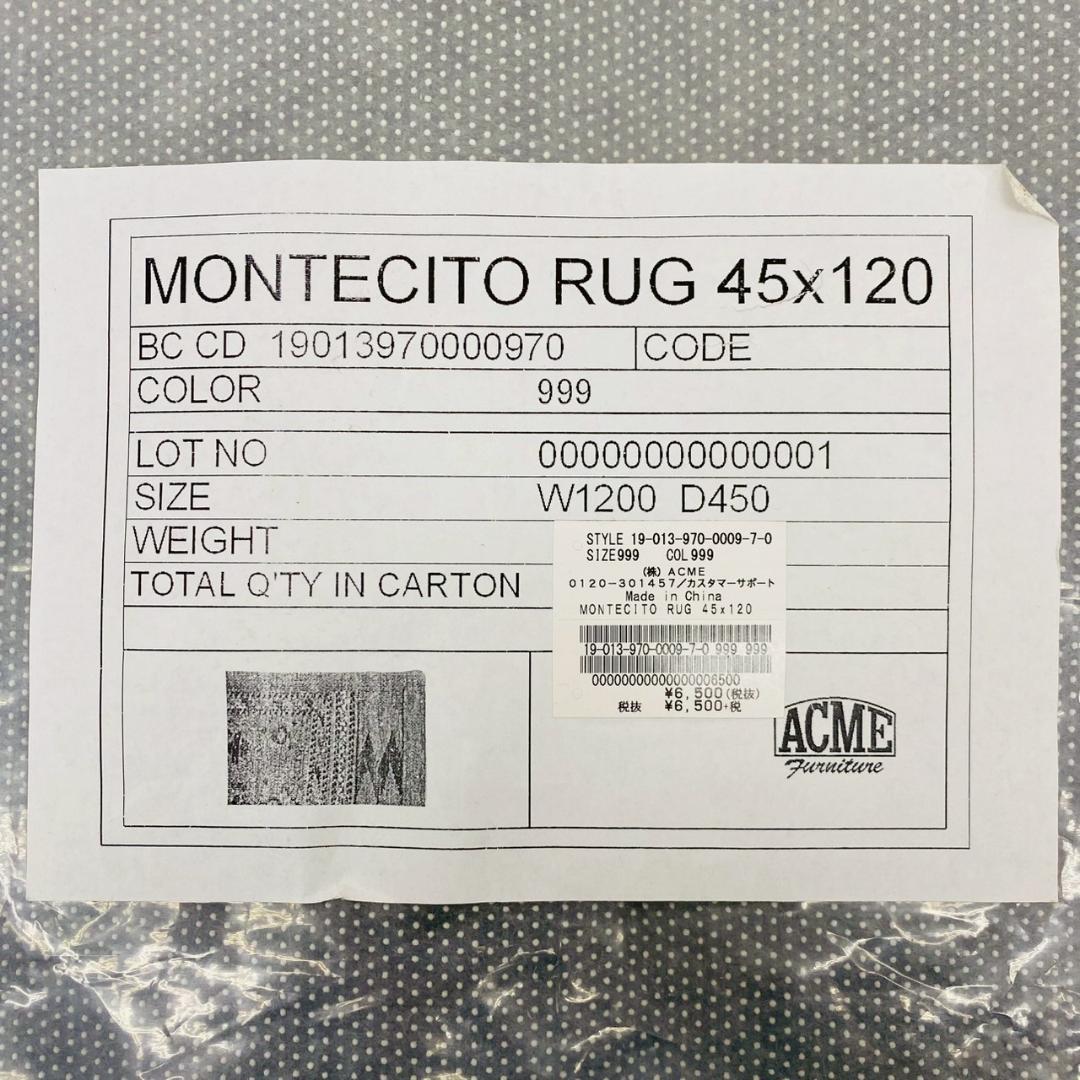 MONTECITO RUG 45x120
BC CD 19013970000970 CODE
COLOR 999
LOT NO 00000000000001
SIZE W1200 D450
WEIGHT
TOTAL Q'TY IN CARTON
STYLE 19-013-970-0009-7-0
SIZE999 COL999
(株) ACME
0120-301457/カスタマーサポート
Made in China
MONTECITO RUG 45x120
19-013-970-0009-7-0 999 999
00000000000000006500
¥6,500(税抜)
税抜 ¥6,500+税
ACME
Furniture